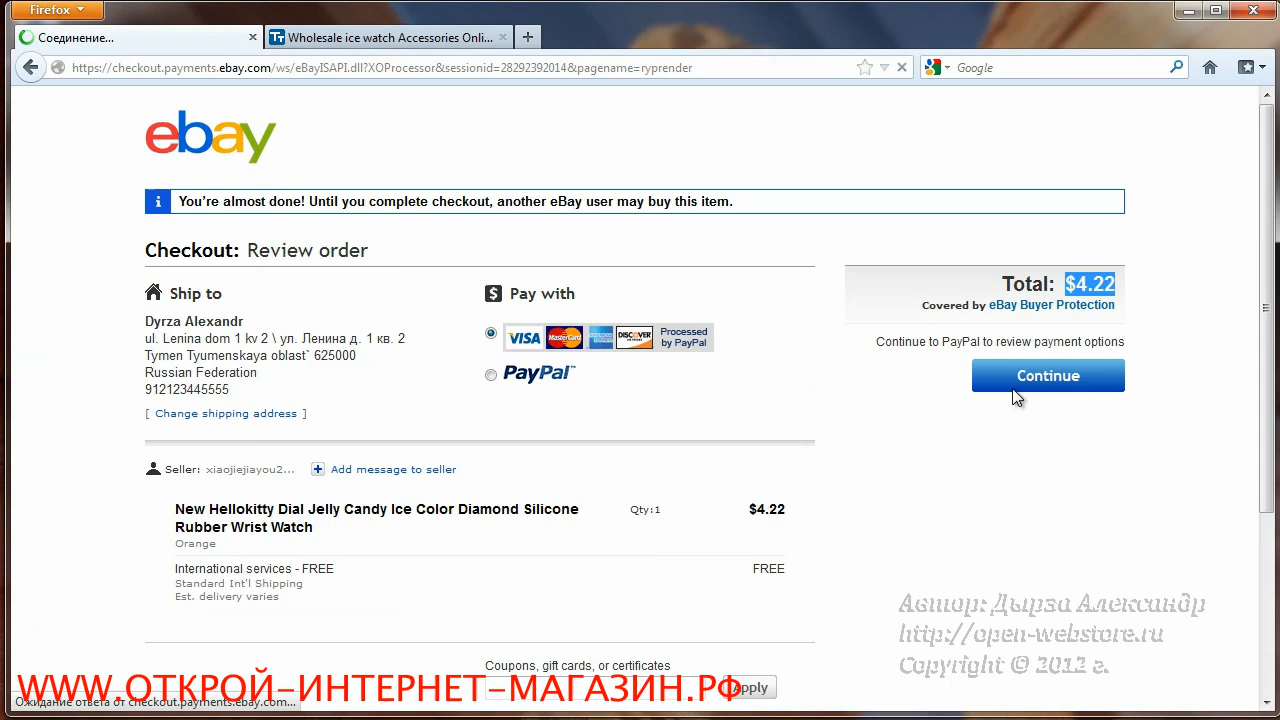 Firefox
Соединение...
Wholesale ice watch Accessories Onli...
https://checkout.payments.ebay.com/ws/eBayISAPI.dll?XOProcessor&sessionid=28292392014&pagename=ryprender
Google
ebay
You're almost done! Until you complete checkout, another eBay user may buy this item.
Checkout: Review order
Ship to
Dyrza Alexandr
ul. Lenina dom 1 kv 2 \ ул. Ленина д. 1 кв. 2
Tymen Tyumenskaya oblast` 625000
Russian Federation
912123445555
[ Change shipping address ]
Pay with
VISA MasterCard DISCOVER Processed by PayPal
PayPal
Total: $4.22
Covered by eBay Buyer Protection
Continue to PayPal to review payment options
Continue
Seller: xiaojiejiayou2...
Add message to seller
New Hellokitty Dial Jelly Candy Ice Color Diamond Silicone
Qty:1
$4.22
Rubber Wrist Watch
Orange
International services - FREE
FREE
Standard Int'l Shipping
Est. delivery varies
Coupons, gift cards, or certificates
Apply
Автор: Дырза Александр
http://open-webstore.ru
Copyright © 2012 г.
WWW.ОТКРОЙ-ИНТЕРНЕТ-МАГАЗИН.РФ
Ожидание ответа от checkout.payments.ebay.com...